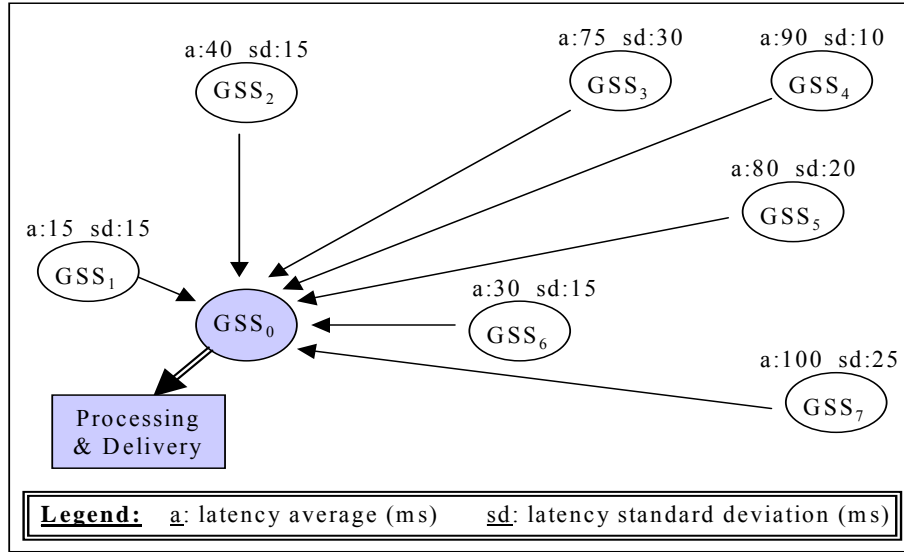 a:40 sd:15
GSS₂
a:75 sd:30
GSS₃
a:90 sd:10
GSS₄
a:80 sd:20
GSS₅
a:15 sd:15
GSS₁
GSS₀
a:30 sd:15
GSS₆
a:100 sd:25
GSS₇
Processing
& Delivery
Legend: a: latency average (ms) sd: latency standard deviation (ms)